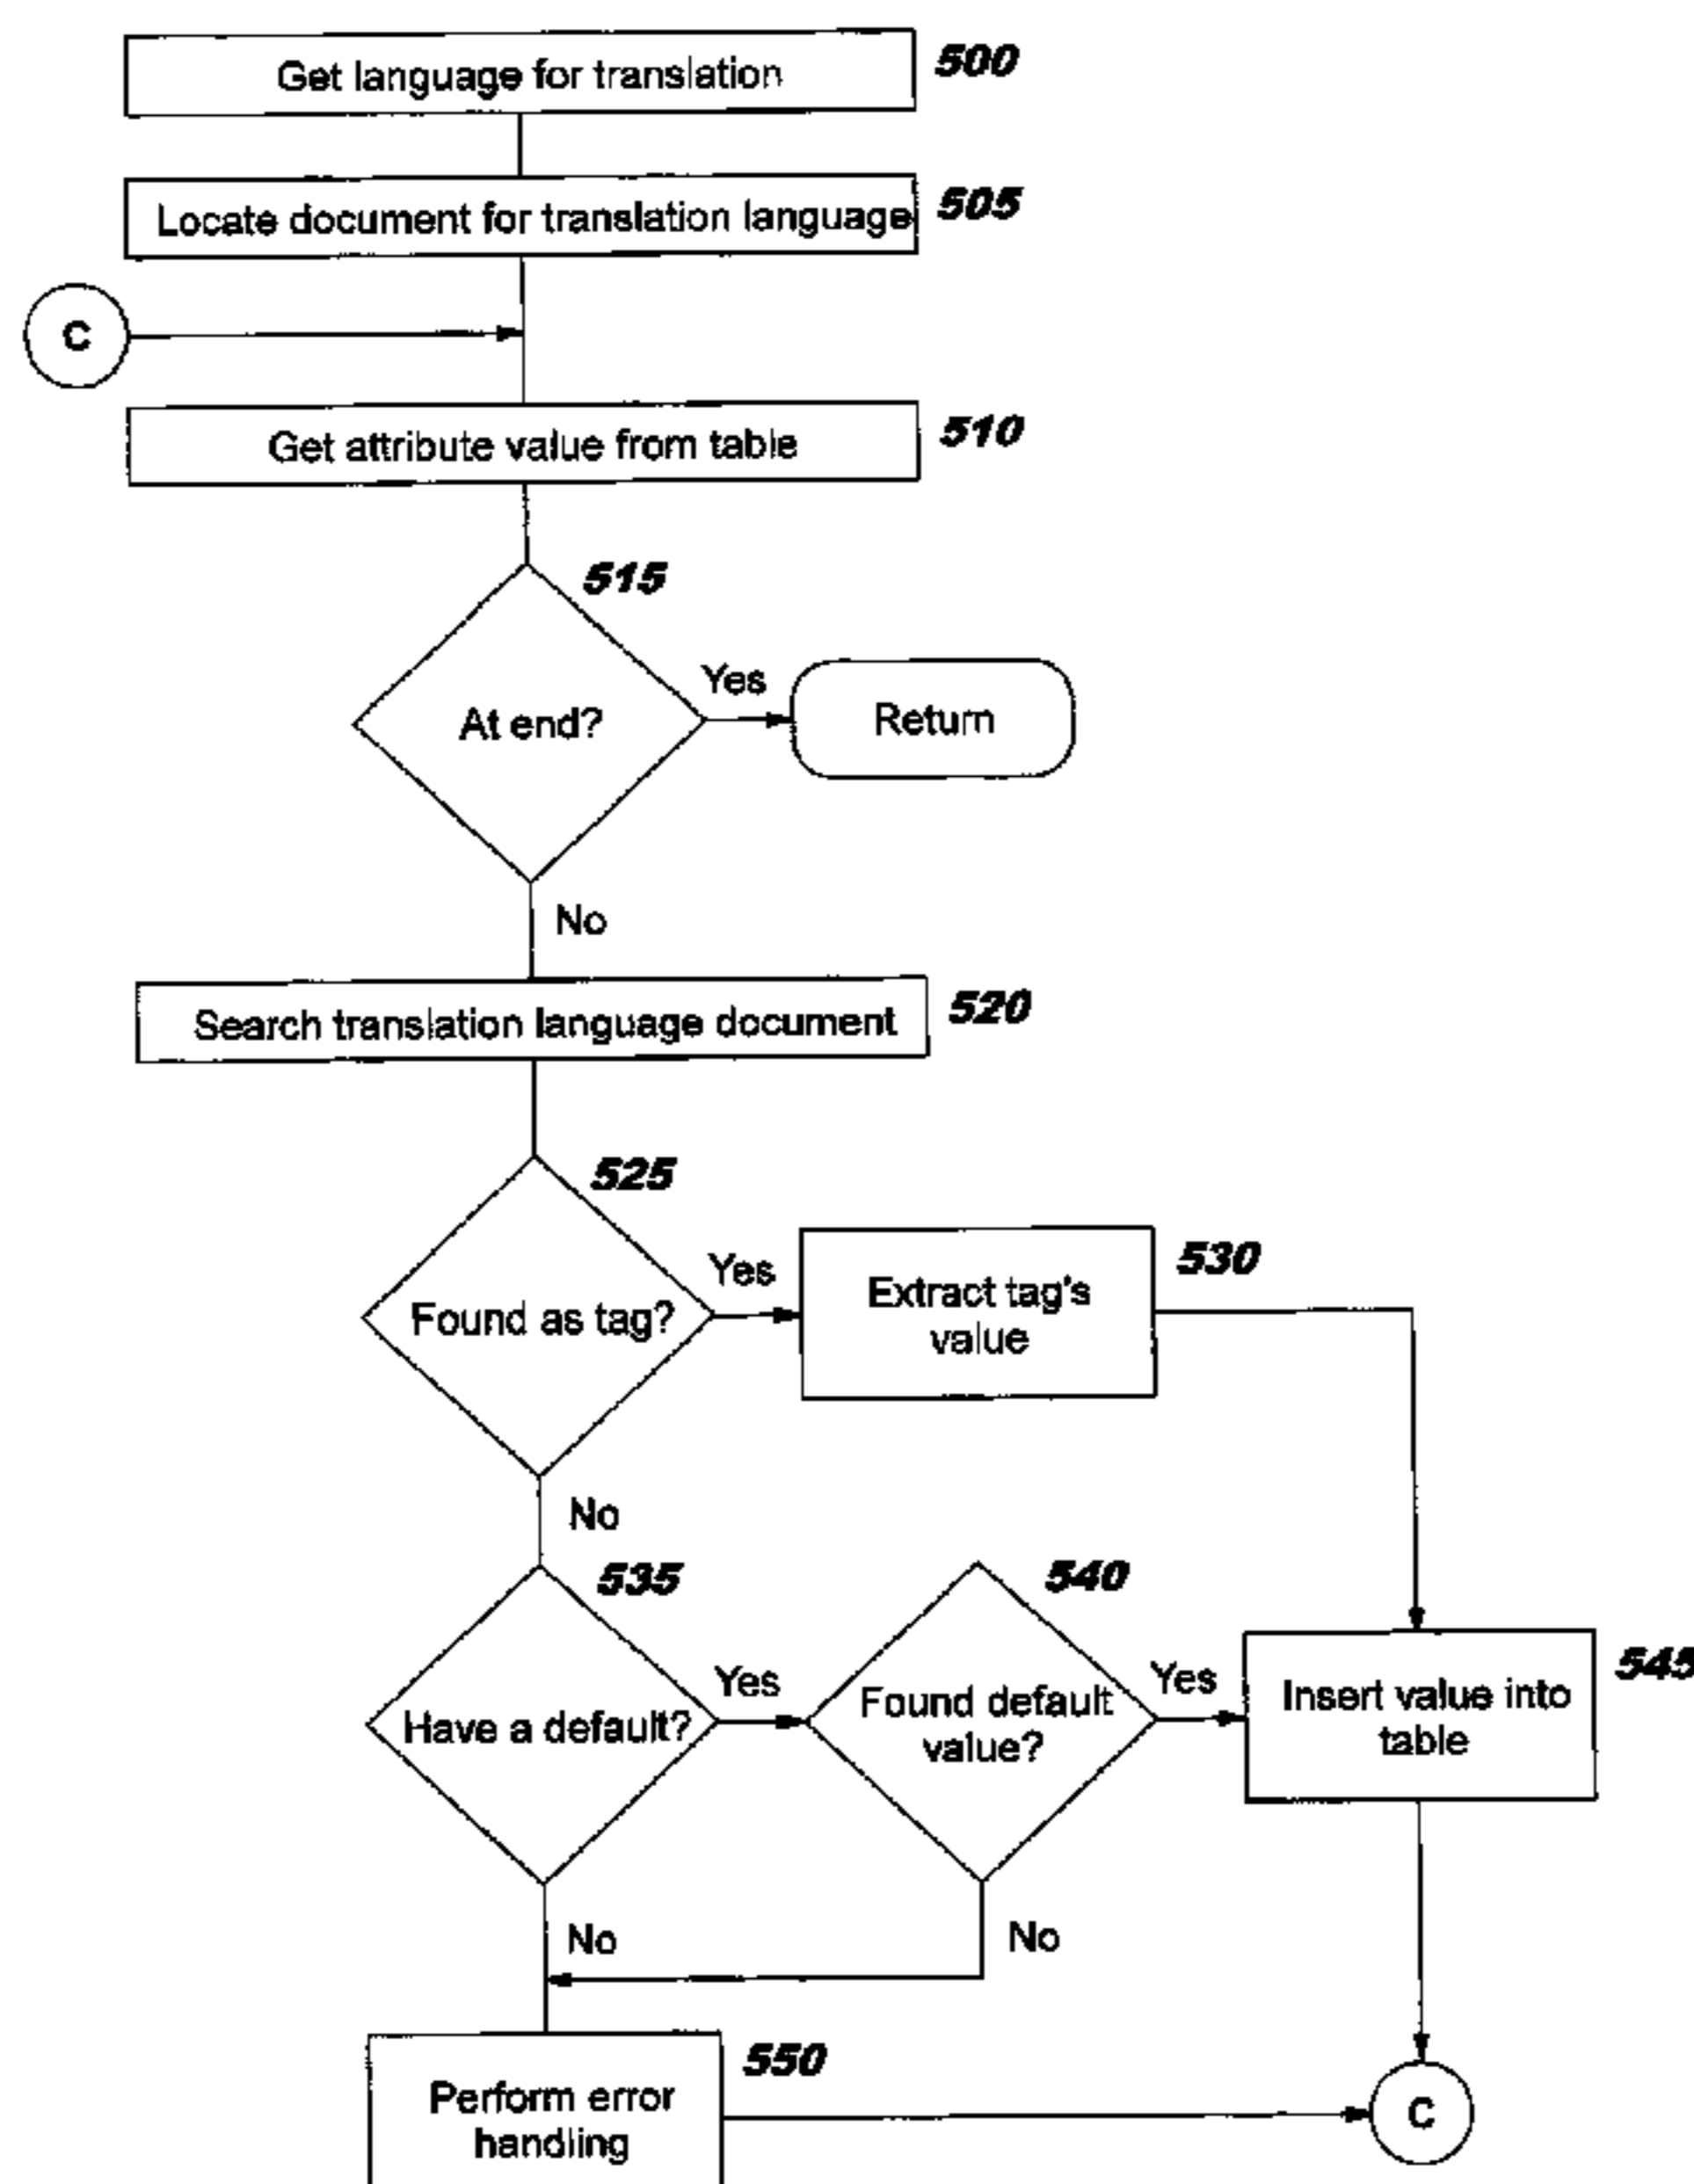 Get language for translation
500
Locate document for translation language
505
C
Get attribute value from table
510
515
At end?
Yes
Return
No
Search translation language document
520
525
Found as tag?
Yes
Extract tag's
value
530
No
535
Have a default?
Yes
540
Found default
value?
Yes
Insert value into
table
545
No
No
Perform error
handling
550
C